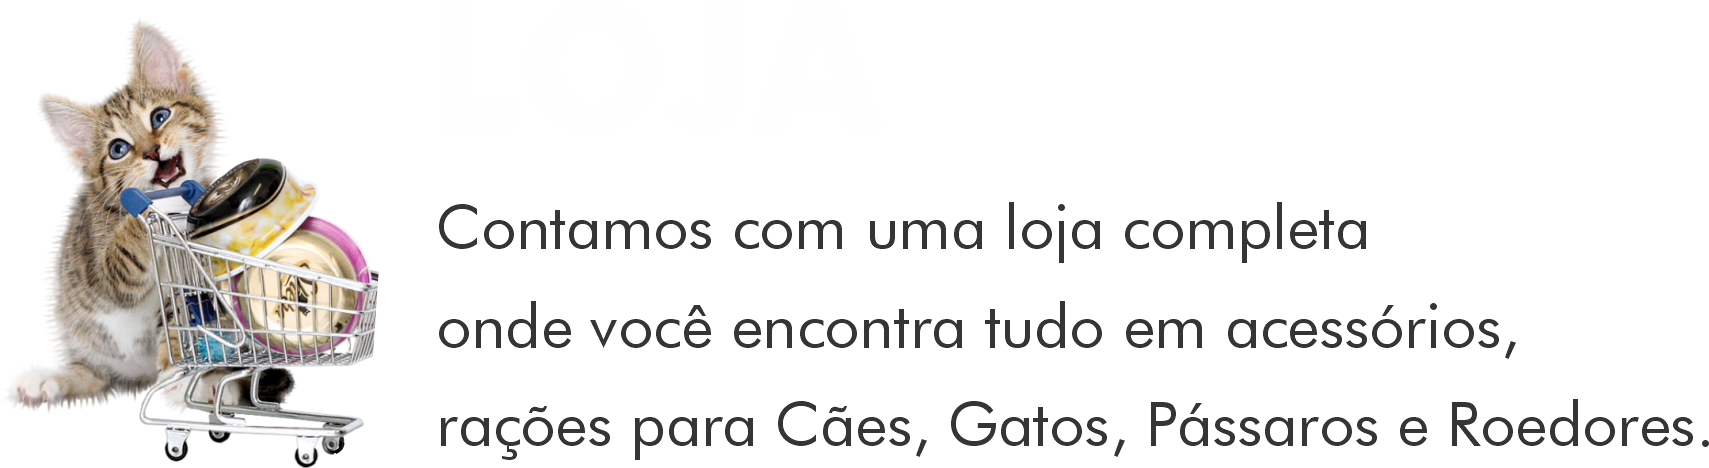 LOJA
Contamos com uma loja completa
onde você encontra tudo em acessórios,
rações para Cães, Gatos, Pássaros e Roedores.